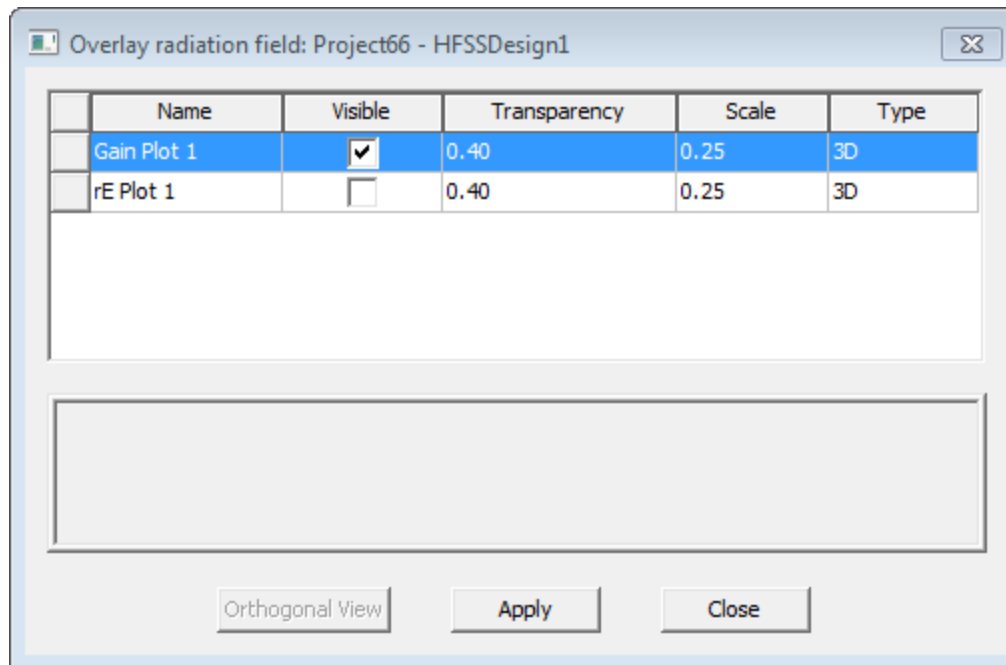 Overlay radiation field: Project66 - HFSSDesign1
Name Visible Transparency Scale Type
Gain Plot 1 0.40 0.25 3D
rE Plot 1 0.40 0.25 3D
Orthogonal View Apply Close